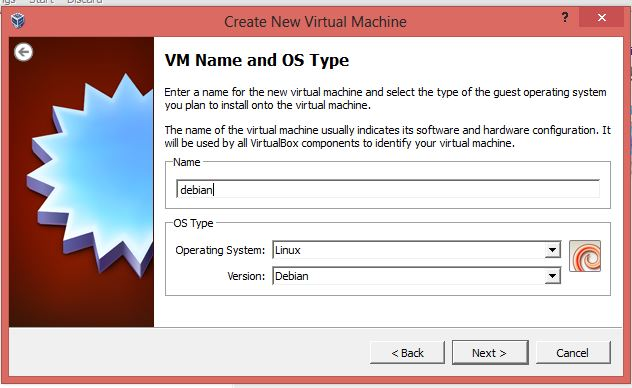 Start
Create New Virtual Machine
VM Name and OS Type
Enter a name for the new virtual machine and select the type of the guest operating system
you plan to install onto the virtual machine.
The name of the virtual machine usually indicates its software and hardware configuration. It
will be used by all VirtualBox components to identify your virtual machine.
Name
debian
OS Type
Operating System: Linux
Version: Debian
< Back Next > Cancel